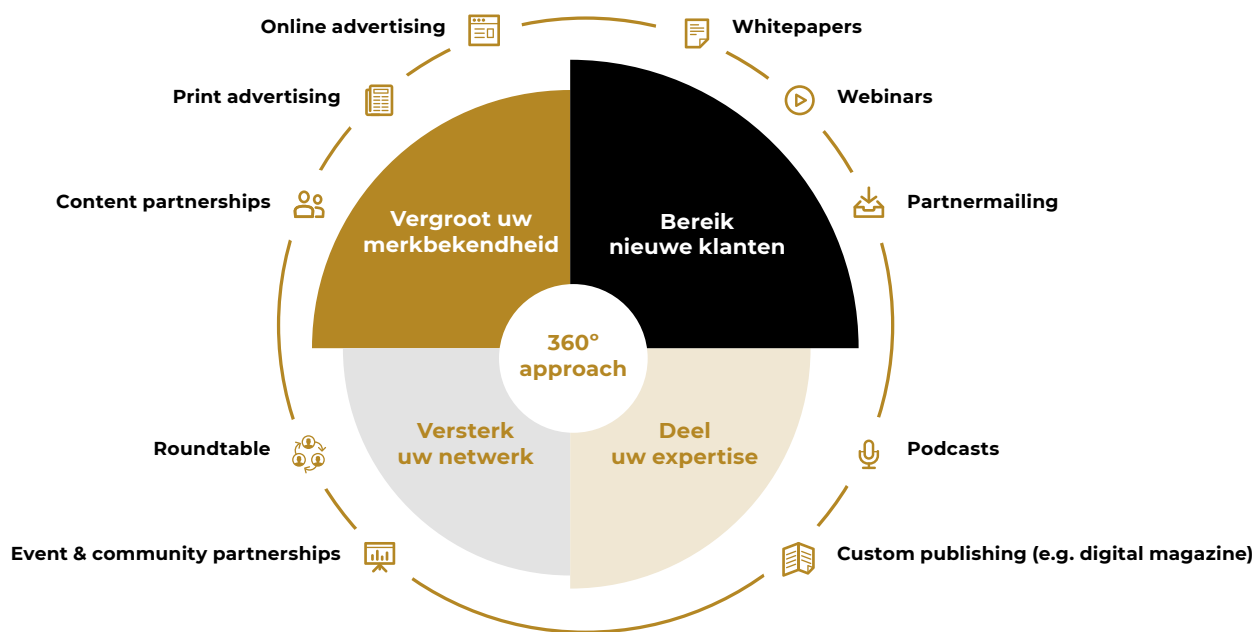 Online advertising
Whitepapers
Print advertising
Webinars
Content partnerships
Partnermailing
Vergroot uw
merkbekendheid
Bereik
nieuwe klanten
360º
approach
Versterk
uw netwerk
Deel
uw expertise
Roundtable
Podcasts
Event & community partnerships
Custom publishing (e.g. digital magazine)